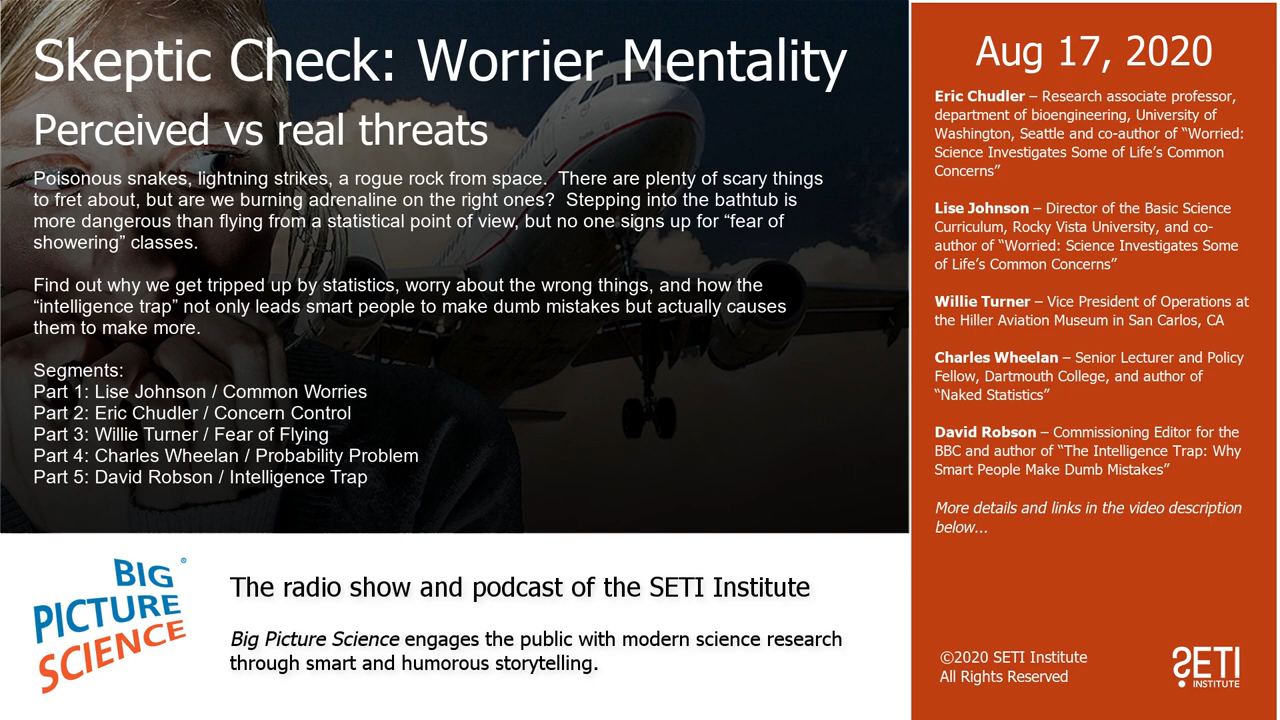 Skeptic Check: Worrier Mentality
Perceived vs real threats
Poisonous snakes, lightning strikes, a rogue rock from space.  There are plenty of scary things
to fret about, but are we burning adrenaline on the right ones?  Stepping into the bathtub is
more dangerous than flying from a statistical point of view, but no one signs up for “fear of
showering” classes.
Find out why we get tripped up by statistics, worry about the wrong things, and how the
“intelligence trap” not only leads smart people to make dumb mistakes but actually causes
them to make more.
Segments:
Part 1: Lise Johnson / Common Worries
Part 2: Eric Chudler / Concern Control
Part 3: Willie Turner / Fear of Flying
Part 4: Charles Wheelan / Probability Problem
Part 5: David Robson / Intelligence Trap
Aug 17, 2020
Eric Chudler – Research associate professor,
department of bioengineering, University of
Washington, Seattle and co-author of “Worried:
Science Investigates Some of Life’s Common
Concerns”
Lise Johnson – Director of the Basic Science
Curriculum, Rocky Vista University, and co-
author of “Worried: Science Investigates Some
of Life’s Common Concerns”
Willie Turner – Vice President of Operations at
the Hiller Aviation Museum in San Carlos, CA
Charles Wheelan – Senior Lecturer and Policy
Fellow, Dartmouth College, and author of
“Naked Statistics”
David Robson – Commissioning Editor for the
BBC and author of “The Intelligence Trap: Why
Smart People Make Dumb Mistakes”
More details and links in the video description
below...
BIG ®
PICTURE
SCIENCE
The radio show and podcast of the SETI Institute
Big Picture Science engages the public with modern science research
through smart and humorous storytelling.
©2020 SETI Institute
All Rights Reserved
SETI
INSTITUTE